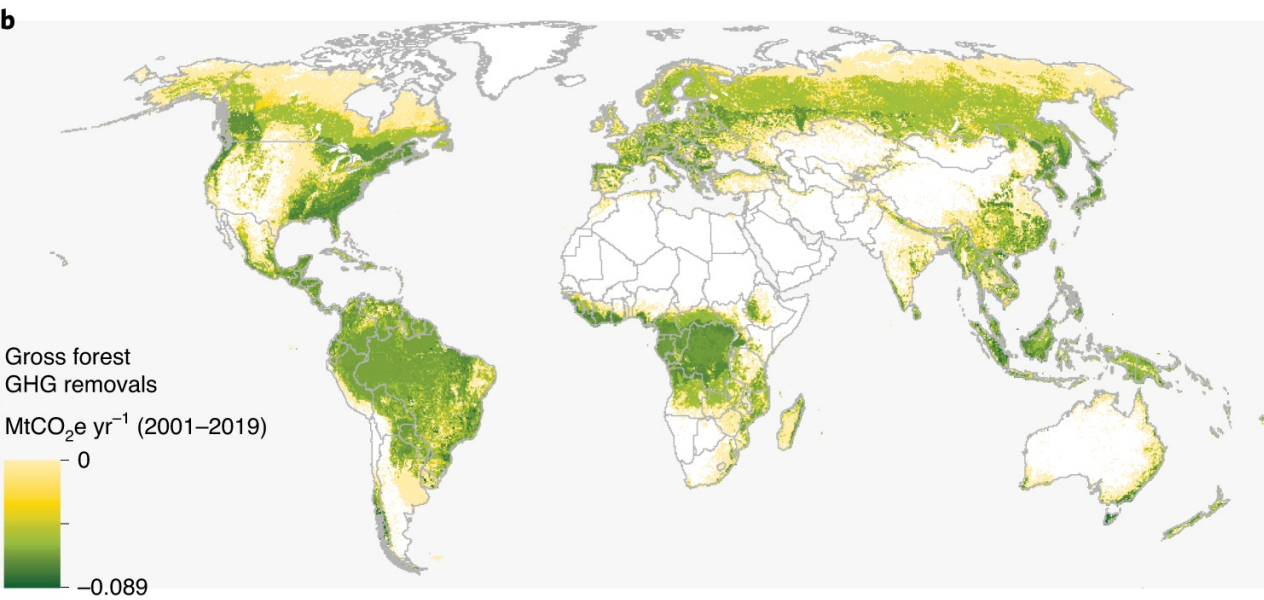 b
Gross forest
GHG removals
MtCO₂e yr⁻¹ (2001–2019)
0
–0.089